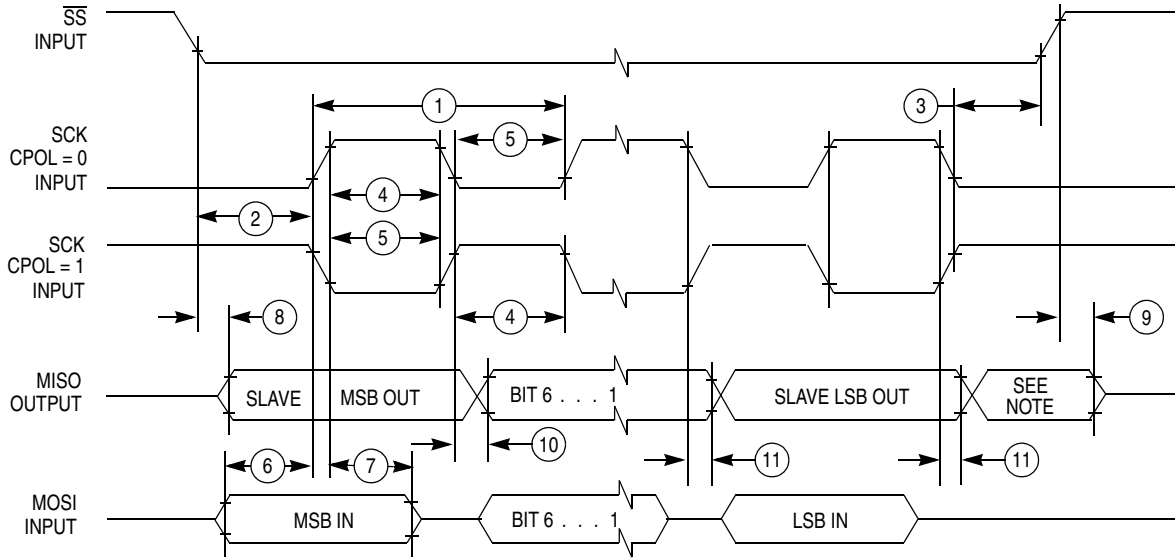 SS
INPUT
1
3
SCK
CPOL = 0
INPUT
5
4
2
SCK
CPOL = 1
INPUT
5
8
4
9
MISO
OUTPUT
SLAVE MSB OUT
BIT 6 . . . 1
SLAVE LSB OUT
SEE
NOTE
10
11
11
6
7
MOSI
INPUT
MSB IN
BIT 6 . . . 1
LSB IN